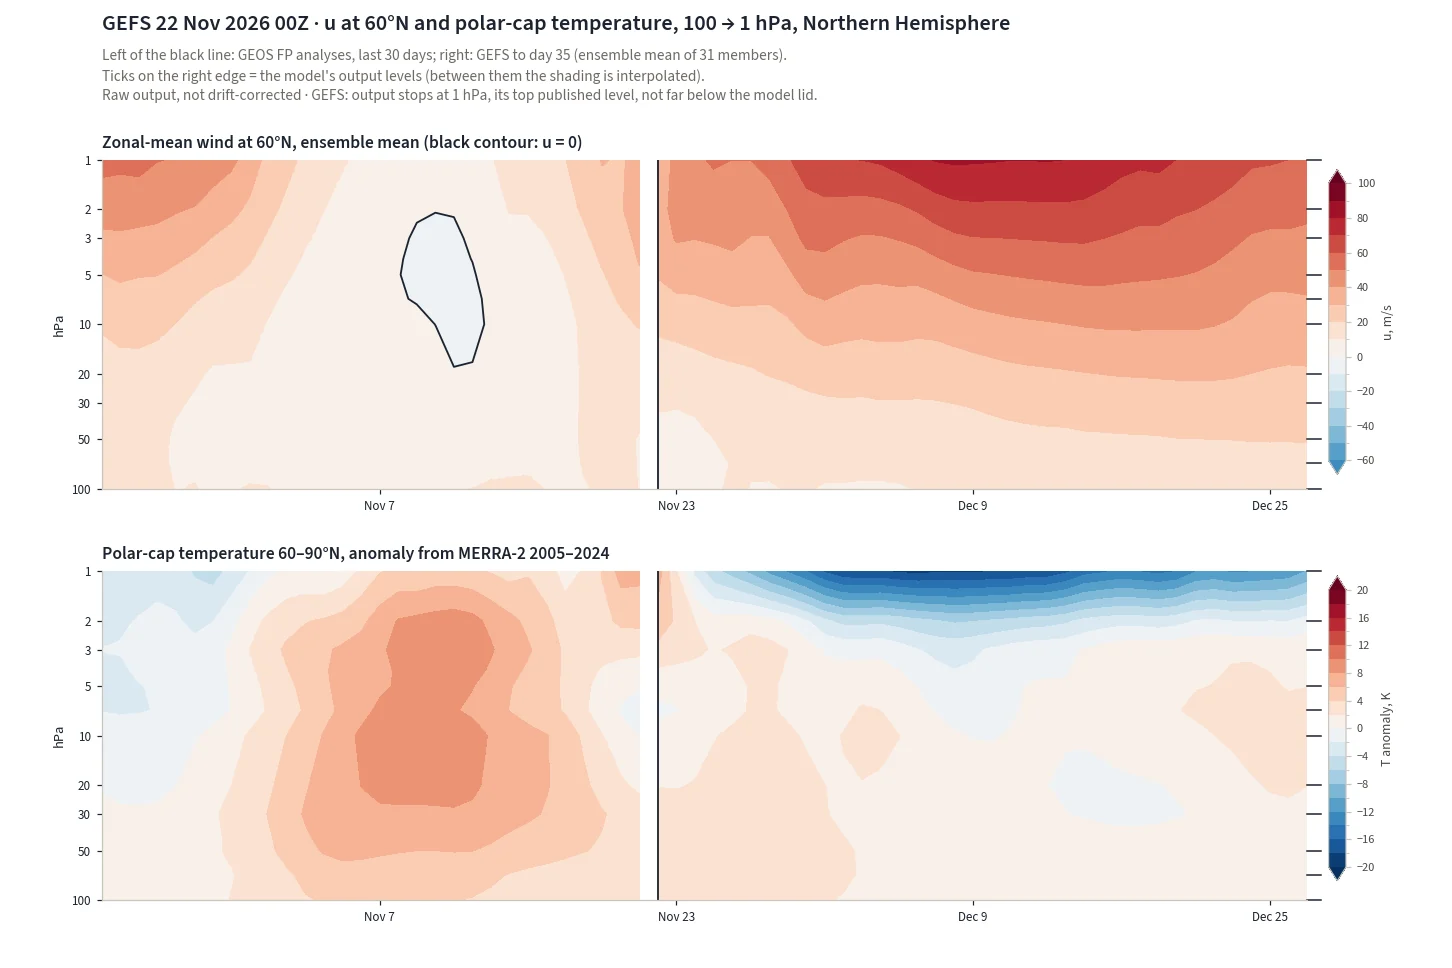 GEFS 22 Nov 2026 00Z · u at 60°N and polar-cap temperature, 100 → 1 hPa, Northern Hemisphere
Left of the black line: GEOS FP analyses, last 30 days; right: GEFS to day 35 (ensemble mean of 31 members).
Ticks on the right edge = the model's output levels (between them the shading is interpolated).
Raw output, not drift-corrected · GEFS: output stops at 1 hPa, its top published level, not far below the model lid.
Zonal-mean wind at 60°N, ensemble mean (black contour: u = 0)
1
2
3
5
10
20
30
50
100
hPa
Nov 7
Nov 23
Dec 9
Dec 25
100
80
60
40
20
0
−20
−40
−60
u, m/s
Polar-cap temperature 60–90°N, anomaly from MERRA-2 2005–2024
1
2
3
5
10
20
30
50
100
hPa
Nov 7
Nov 23
Dec 9
Dec 25
20
16
12
8
4
0
−4
−8
−12
−16
−20
T anomaly, K